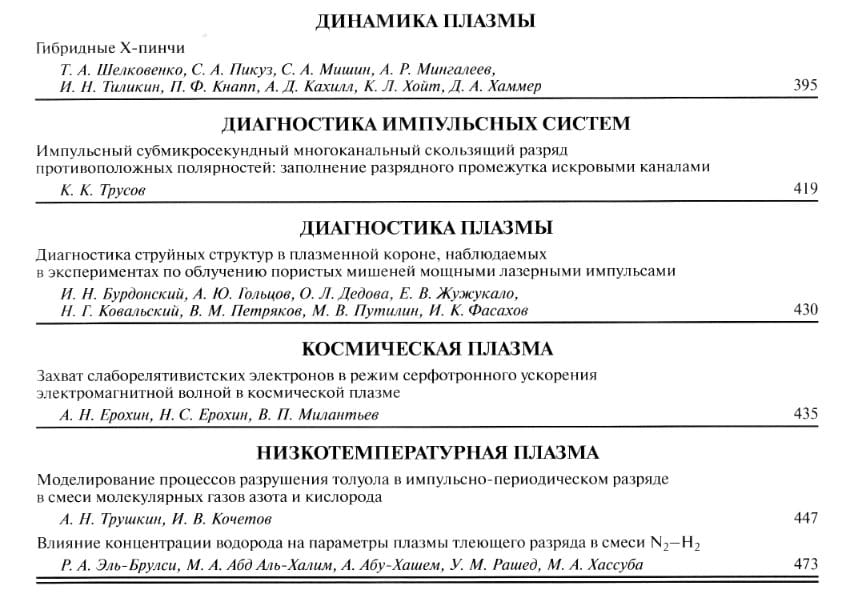 ДИНАМИКА ПЛАЗМЫ
Гибридные Х-пинчи
Т. А. Шелковенко, С. А. Пикуз, С. А. Мишин, А. Р. Мингалеев,
И. Н. Тиликин, П. Ф. Кнапп, А. Д. Кахилл, К. Л. Хойт, Д. А. Хаммер 395
ДИАГНОСТИКА ИМПУЛЬСНЫХ СИСТЕМ
Импульсный субмикросекундный многоканальный скользящий разряд
противоположных полярностей: заполнение разрядного промежутка искровыми каналами
К. К. Трусов 419
ДИАГНОСТИКА ПЛАЗМЫ
Диагностика струйных структур в плазменной короне, наблюдаемых
в экспериментах по облучению пористых мишеней мощными лазерными импульсами
И. Н. Бурдонский, А. Ю. Гольцов, О. Л. Дедова, Е. В. Жужукало,
Н. Г. Ковальский, В. М. Петряков, М. В. Путилин, И. К. Фасахов 430
КОСМИЧЕСКАЯ ПЛАЗМА
Захват слаборелятивистских электронов в режим серфотронного ускорения
электромагнитной волной в космической плазме
А. Н. Ерохин, Н. С. Ерохин, В. П. Милантьев 435
НИЗКОТЕМПЕРАТУРНАЯ ПЛАЗМА
Моделирование процессов разрушения толуола в импульсно-периодическом разряде
в смеси молекулярных газов азота и кислорода
А. Н. Трушкин, И. В. Кочетов 447
Влияние концентрации водорода на параметры плазмы тлеющего разряда в смеси N₂–H₂
Р. А. Эль-Брулси, М. А. Абд Аль-Халим, А. Абу-Хашем, У. М. Рашед, М. А. Хассуба 473